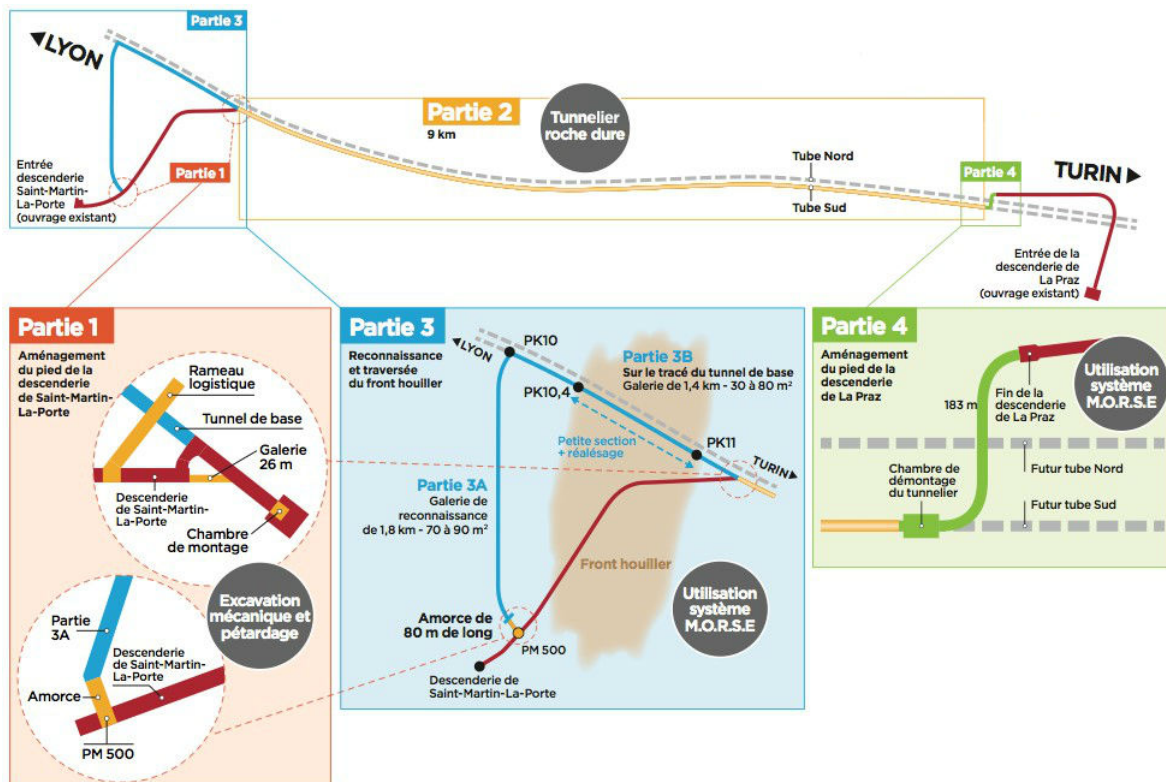 Partie 3
LYON
Partie 2
9 km
Tunnelier
roche dure
Entrée
descenderie
Saint-Martin-
La-Porte
(ouvrage existant)
Partie 1
Tube Nord
Tube Sud
Partie 4
TURIN
Entrée de la
descenderie de
La Praz
(ouvrage existant)
Partie 1
Aménagement
du pied de la
descenderie
de Saint-Martin-
La-Porte
Rameau
logistique
Tunnel de base
Galerie
26 m
Descenderie
de Saint-Martin-
La-Porte
Chambre
de montage
Excavation
mécanique et
pétardage
Partie
3A
Descenderie
de Saint-Martin-
La-Porte
Amorce
PM 500
Partie 3
Reconnaissance
et traversée
du front houiller
LYON
PK10
PK10,4
Partie 3B
Sur le tracé du tunnel de base
Galerie de 1,4 km - 30 à 80 m²
Petite section
+ réalésage
PK11
TURIN
Partie 3A
Galerie de
reconnaissance
de 1,8 km - 70 à 90 m²
Front houiller
Amorce de
80 m de long
PM 500
Descenderie de
Saint-Martin-La-Porte
Utilisation
système
M.O.R.S.E
Partie 4
Aménagement
du pied de la
descenderie
de La Praz
Utilisation
système
M.O.R.S.E
183 m
Fin de la
descenderie
de La Praz
Chambre de
démontage
du tunnelier
Futur tube Nord
Futur tube Sud